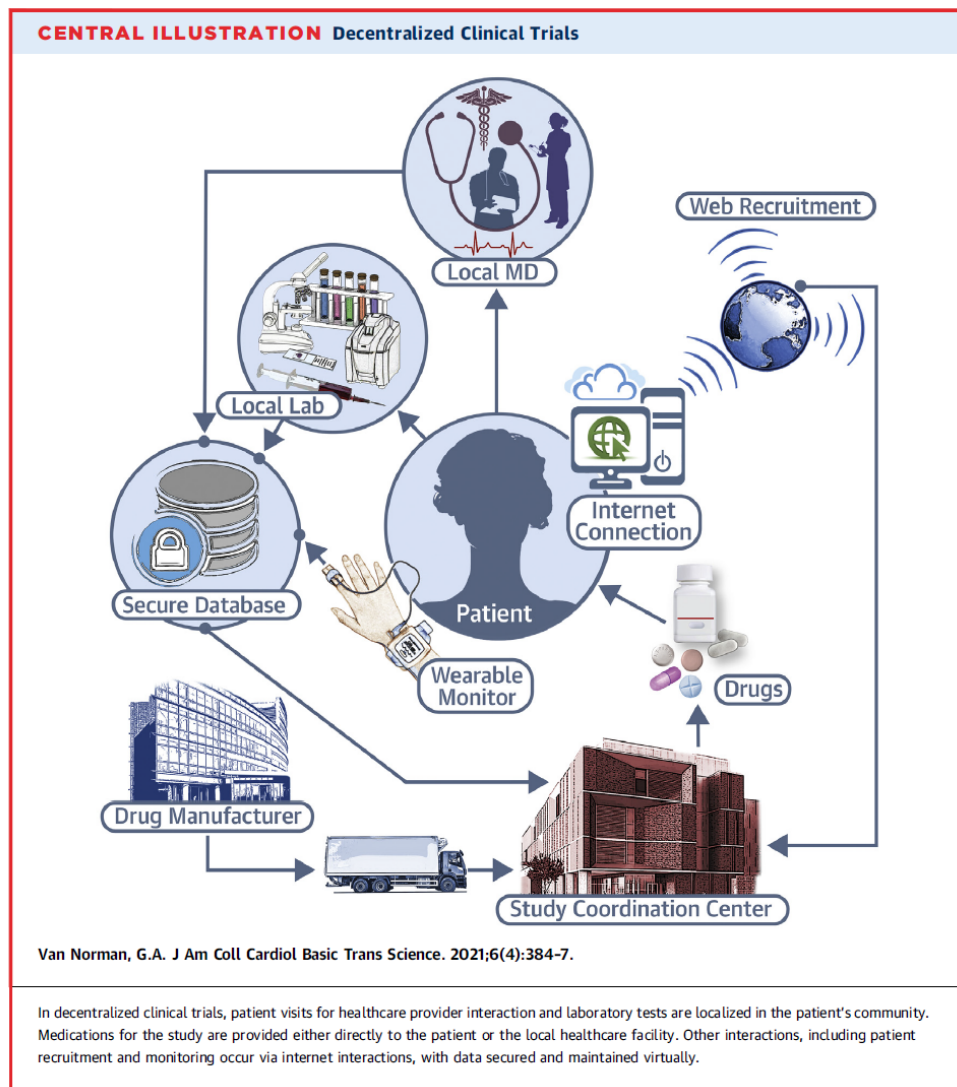 CENTRAL ILLUSTRATION Decentralized Clinical Trials
Web Recruitment
Local MD
Local Lab
Internet
Connection
Secure Database
Patient
Wearable
Monitor
Drugs
Drug Manufacturer
Study Coordination Center
Van Norman, G.A. J Am Coll Cardiol Basic Trans Science. 2021;6(4):384–7.
In decentralized clinical trials, patient visits for healthcare provider interaction and laboratory tests are localized in the patient's community.
Medications for the study are provided either directly to the patient or the local healthcare facility. Other interactions, including patient
recruitment and monitoring occur via internet interactions, with data secured and maintained virtually.